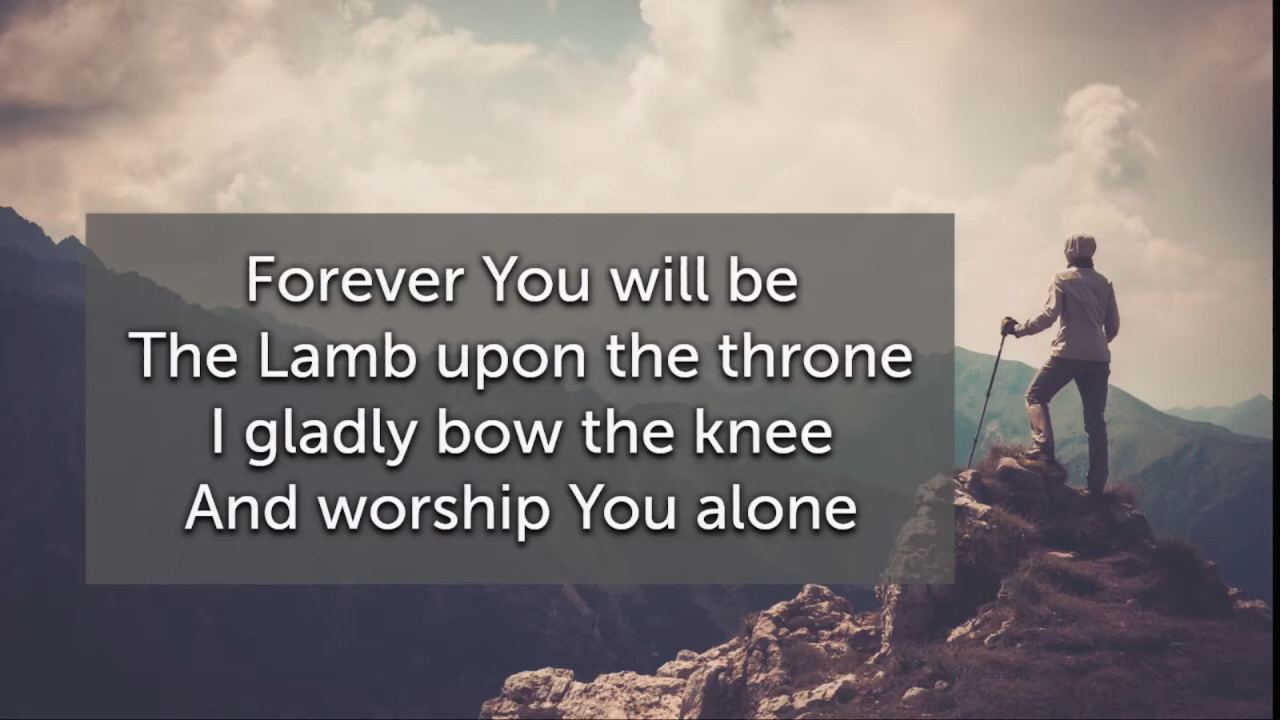 Forever You will be
The Lamb upon the throne
I gladly bow the knee
And worship You alone